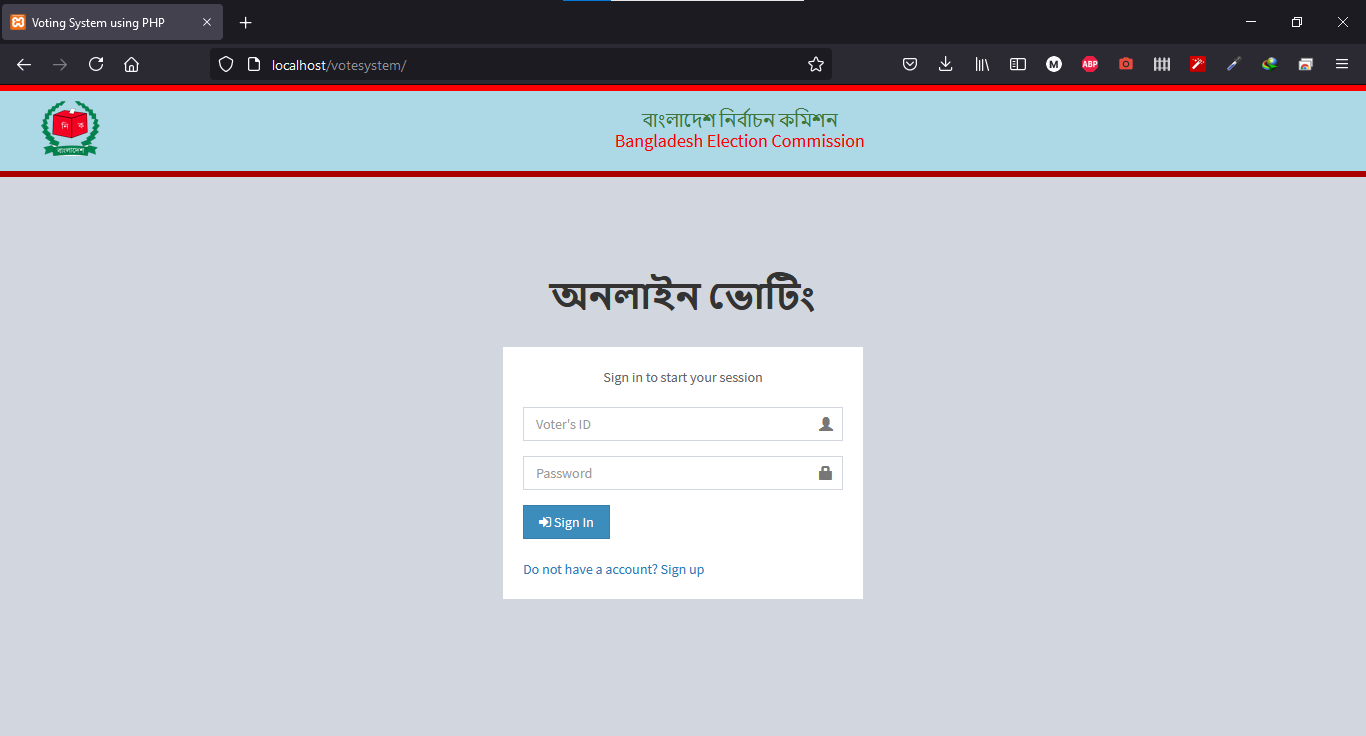 Voting System using PHP
localhost/votesystem/
M
ABP
নি ক
বাংলাদেশ
বাংলাদেশ নির্বাচন কমিশন
Bangladesh Election Commission
অনলাইন ভোটিং
Sign in to start your session
Voter's ID
Password
Sign In
Do not have a account? Sign up